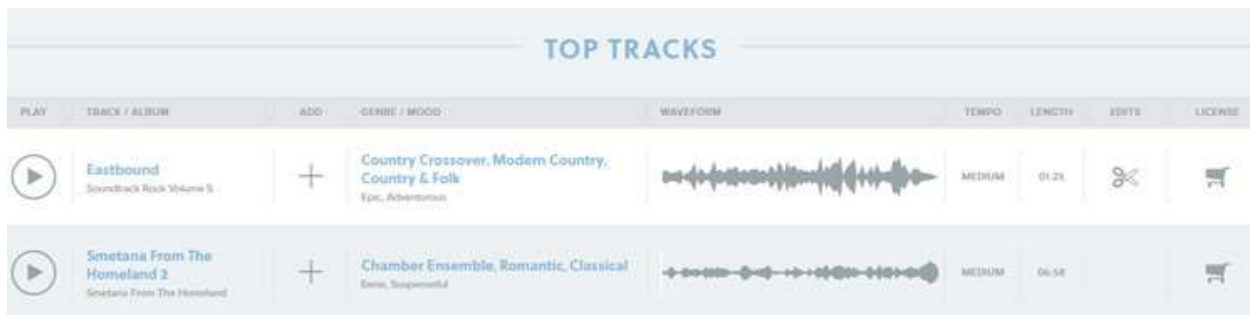 TOP TRACKS
PLAY TRACK / ALBUM ADD GENRE / MOOD WAVEFORM TEMPO LENGTH EDITS LICENSE
Eastbound
Soundtrack Rock Volume 5
Country Crossover, Modern Country,
Country & Folk
Epic, Adventurous
MEDIUM
Smetana From The
Homeland 2
Smetana From The Homeland
Chamber Ensemble, Romantic, Classical
Eerie, Suspenseful
MEDIUM 06:58